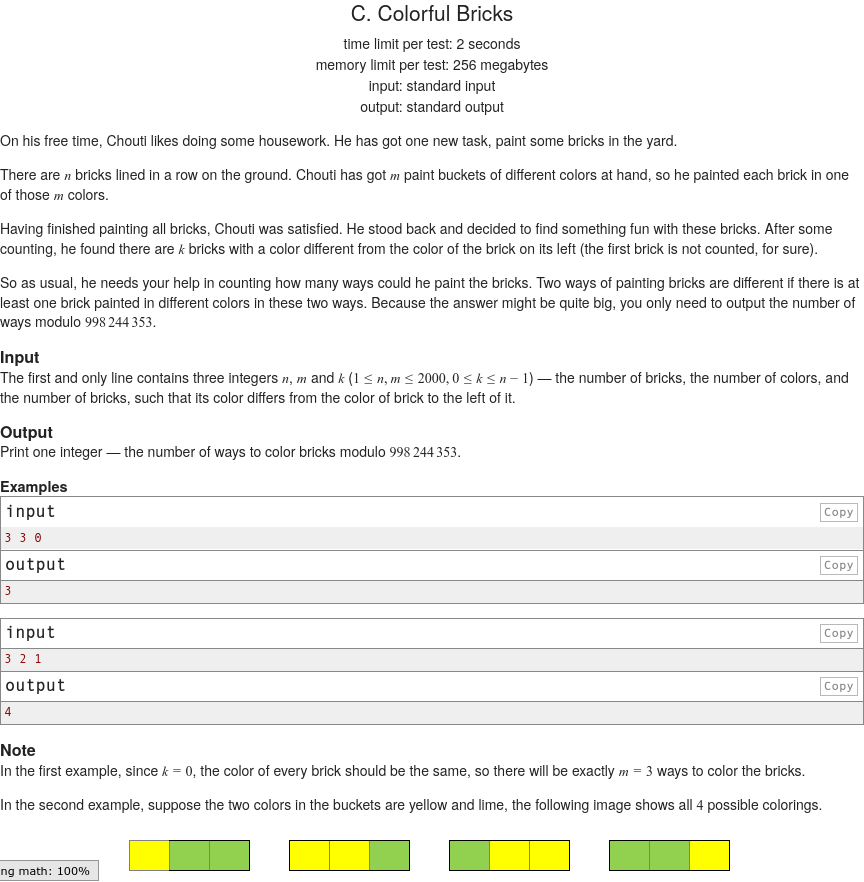 C. Colorful Bricks
time limit per test: 2 seconds
memory limit per test: 256 megabytes
input: standard input
output: standard output
On his free time, Chouti likes doing some housework. He has got one new task, paint some bricks in the yard.
There are n bricks lined in a row on the ground. Chouti has got m paint buckets of different colors at hand, so he painted each brick in one
of those m colors.
Having finished painting all bricks, Chouti was satisfied. He stood back and decided to find something fun with these bricks. After some
counting, he found there are k bricks with a color different from the color of the brick on its left (the first brick is not counted, for sure).
So as usual, he needs your help in counting how many ways could he paint the bricks. Two ways of painting bricks are different if there is at
least one brick painted in different colors in these two ways. Because the answer might be quite big, you only need to output the number of
ways modulo 998 244 353.
Input
The first and only line contains three integers n, m and k (1 ≤ n, m ≤ 2000, 0 ≤ k ≤ n − 1) — the number of bricks, the number of colors, and
the number of bricks, such that its color differs from the color of brick to the left of it.
Output
Print one integer — the number of ways to color bricks modulo 998 244 353.
Examples
input Copy
3 3 0
output Copy
3
input Copy
3 2 1
output Copy
4
Note
In the first example, since k = 0, the color of every brick should be the same, so there will be exactly m = 3 ways to color the bricks.
In the second example, suppose the two colors in the buckets are yellow and lime, the following image shows all 4 possible colorings.
ng math: 100%